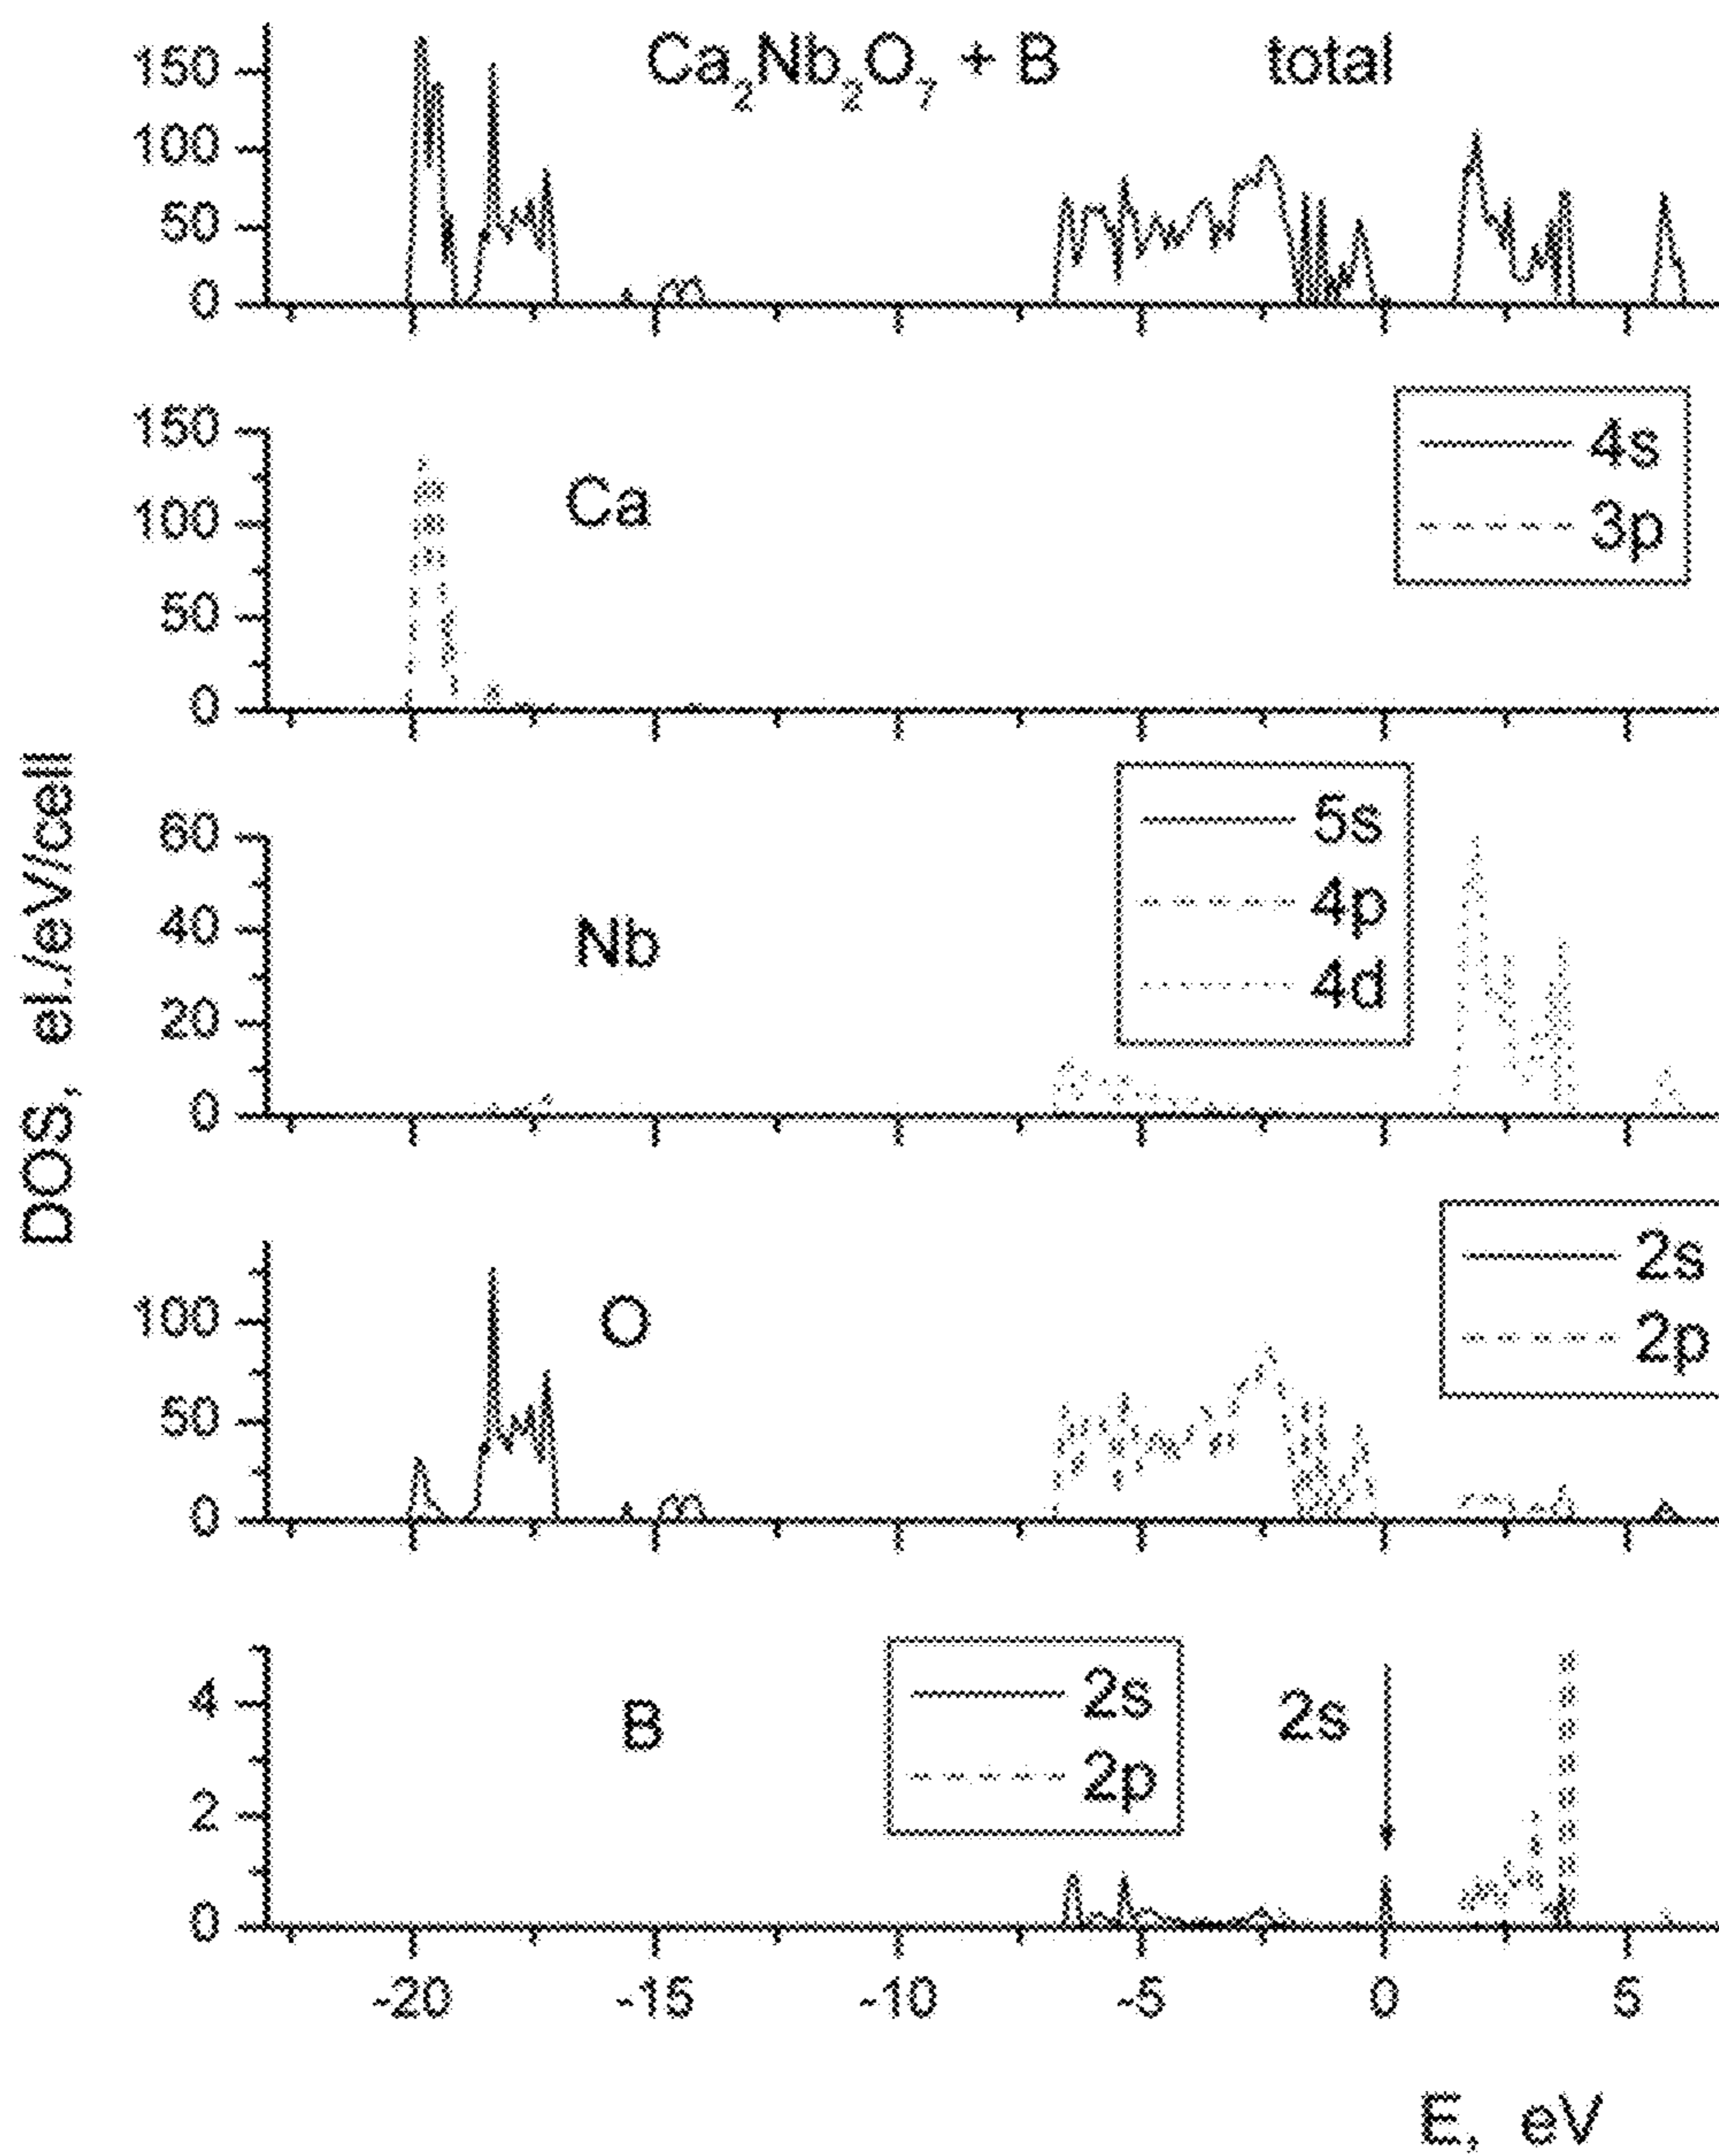 Ca₂Nb₂O₇ + B total
150
100
50
0
Ca
4s
3p
150
100
50
0
Nb
5s
4p
4d
60
40
20
0
DOS, el./eV/cell
O
2s
2p
100
50
0
B
2s
2p
2s
4
2
0
-20 -15 -10 -5 0 5
E, eV